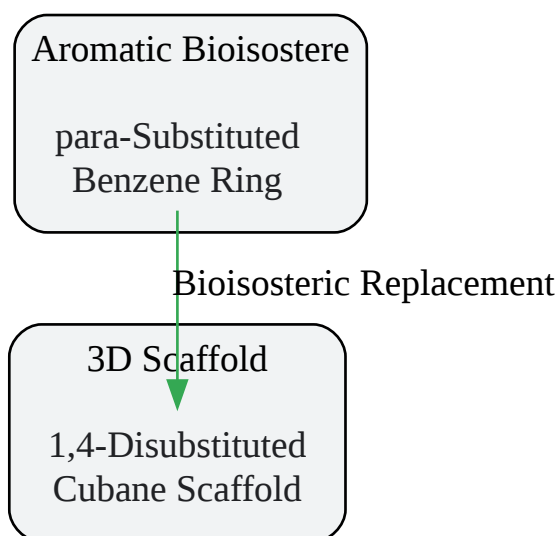 Aromatic Bioisostere
para-Substituted
Benzene Ring
Bioisosteric Replacement
3D Scaffold
1,4-Disubstituted
Cubane Scaffold